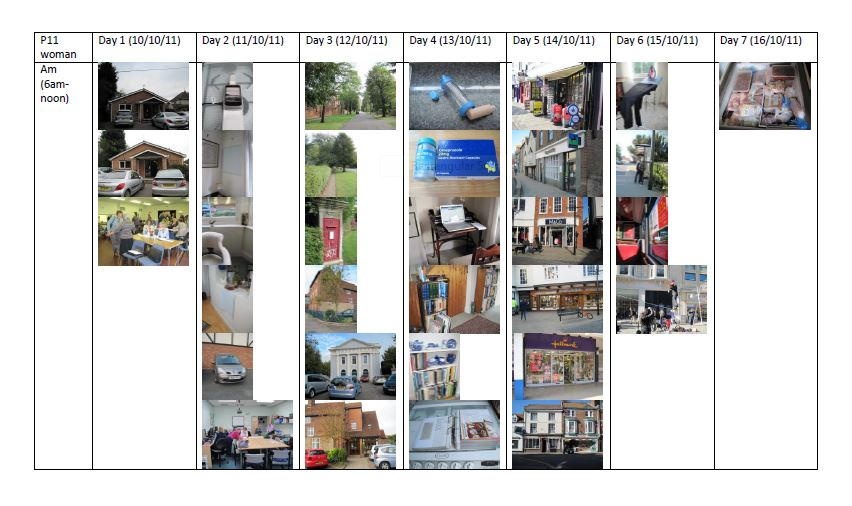 P11 woman
Day 1 (10/10/11)
Day 2 (11/10/11)
Day 3 (12/10/11)
Day 4 (13/10/11)
Day 5 (14/10/11)
Day 6 (15/10/11)
Day 7 (16/10/11)
Am
(6am-
noon)
Omeprazole
Hallmark